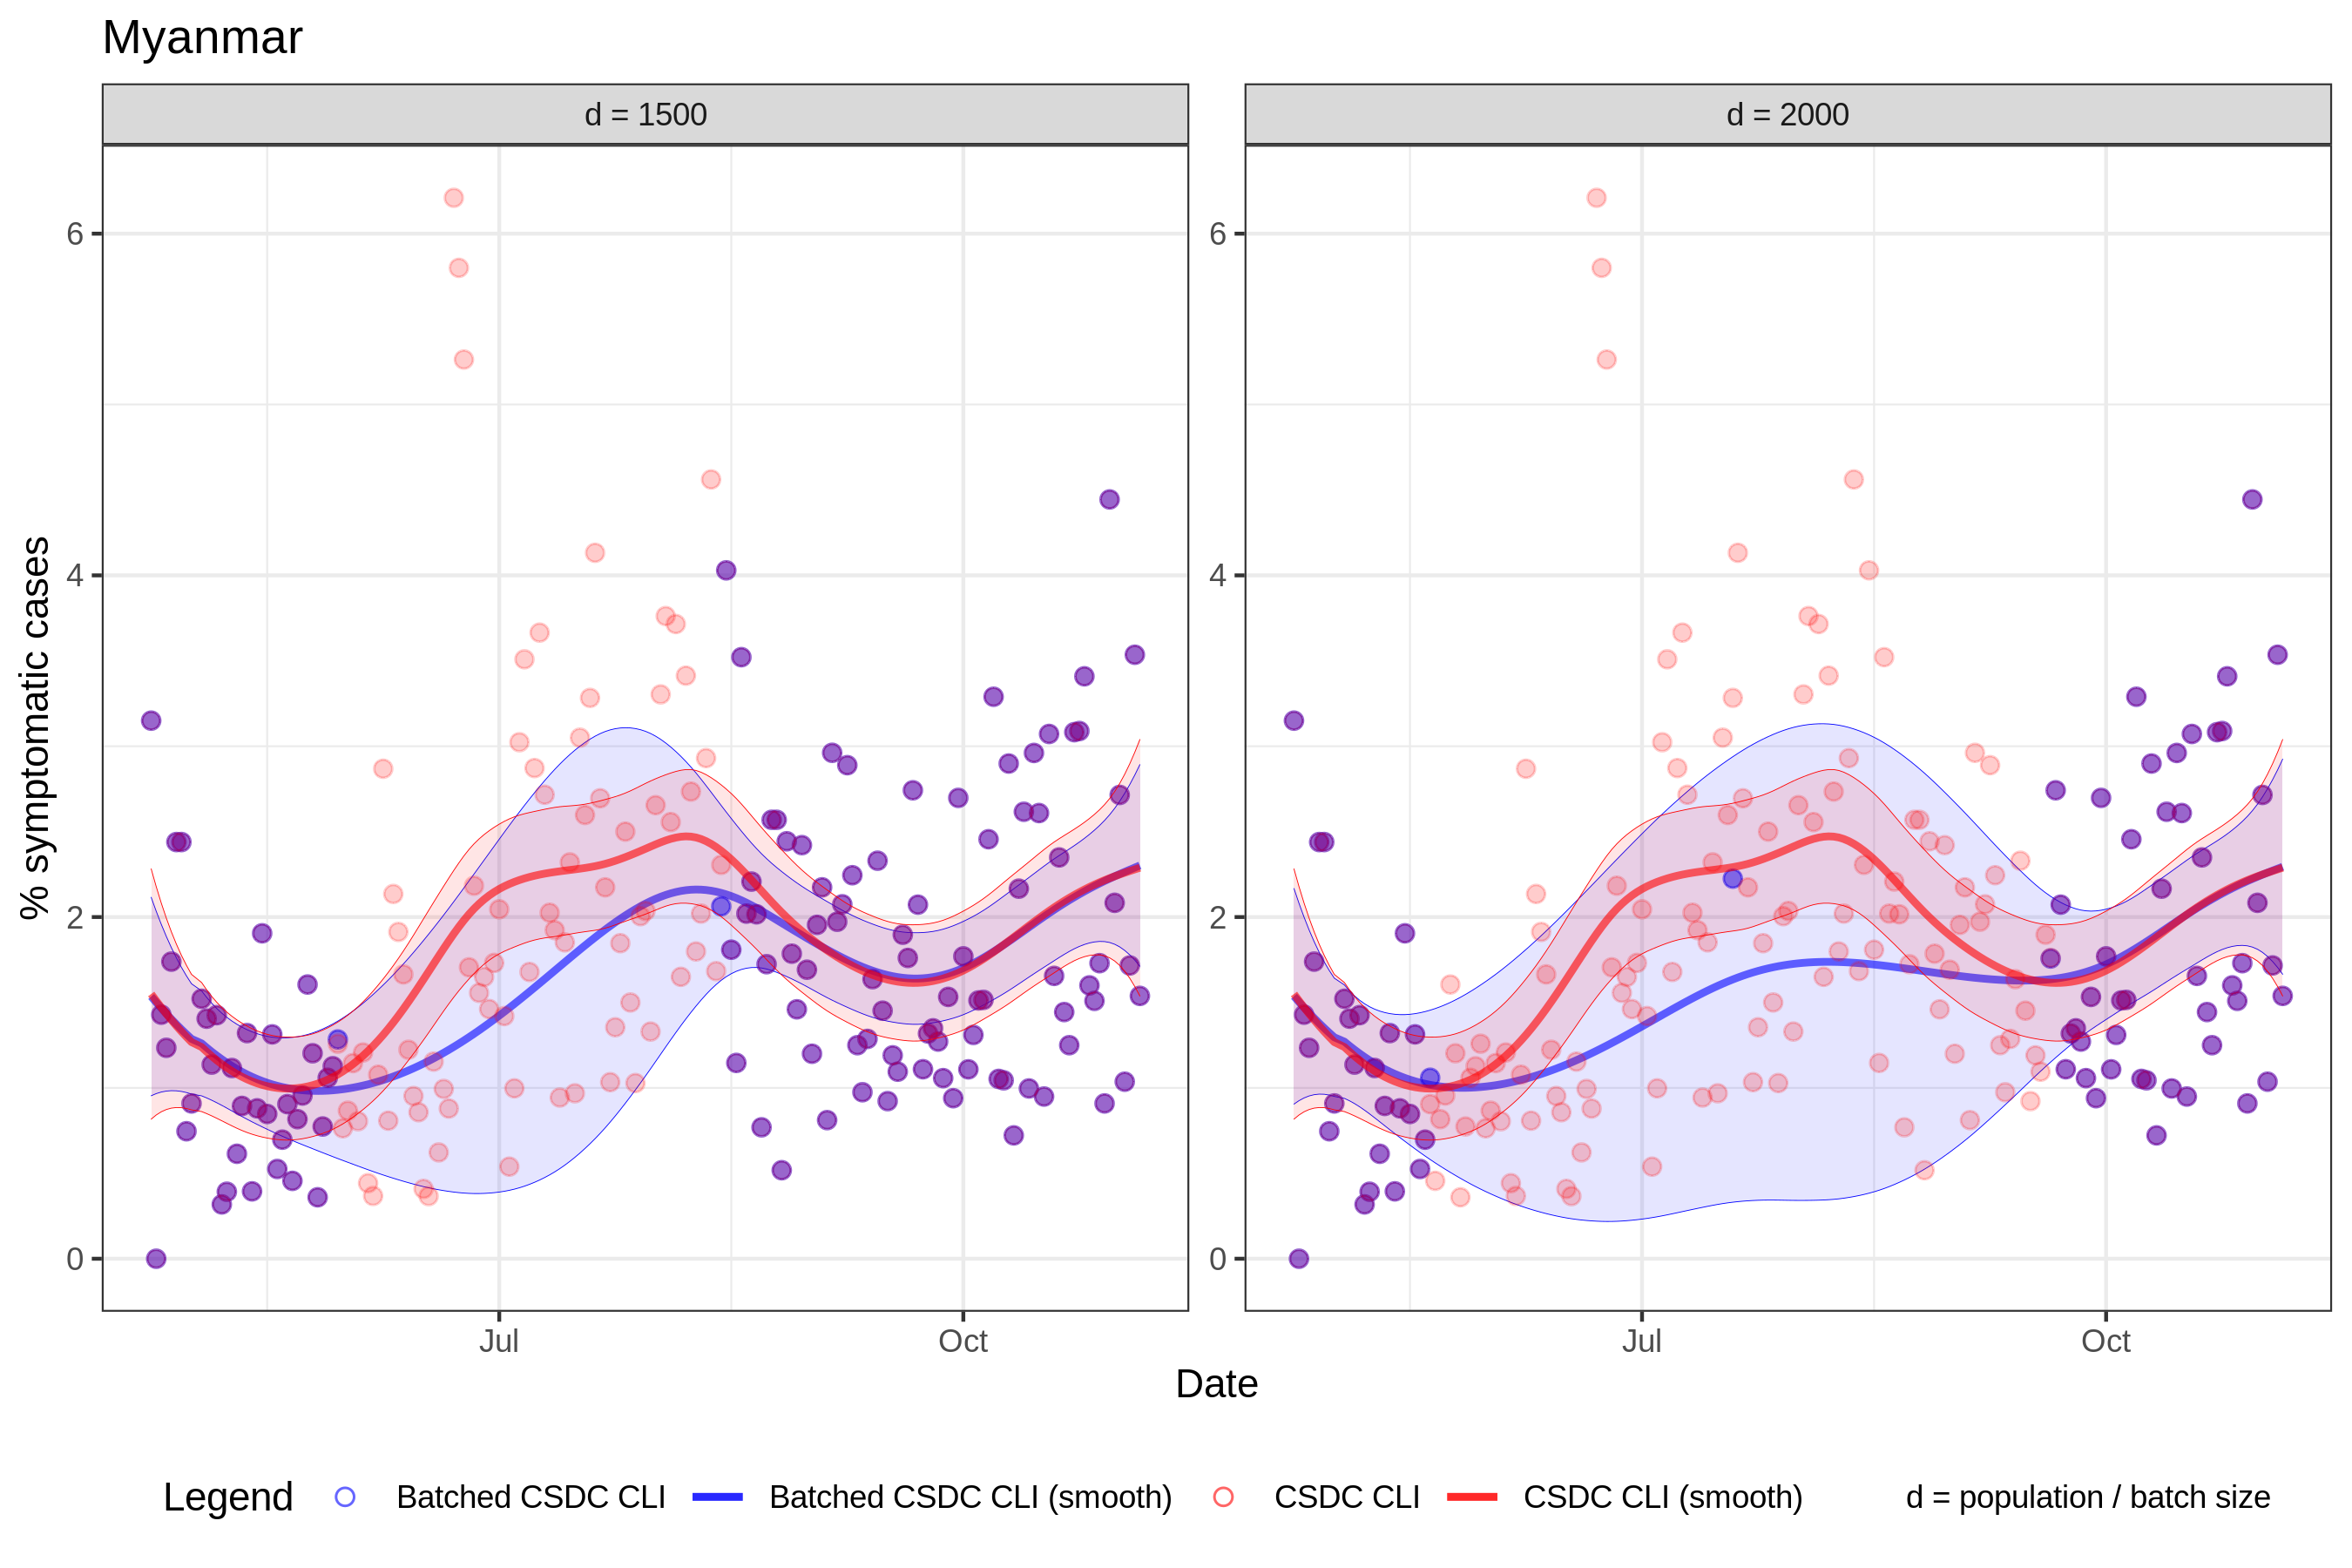 Myanmar
d = 1500
d = 2000
% symptomatic cases
6
4
2
0
6
4
2
0
Jul
Oct
Jul
Oct
Date
Legend
Batched CSDC CLI
Batched CSDC CLI (smooth)
CSDC CLI
CSDC CLI (smooth)
d = population / batch size